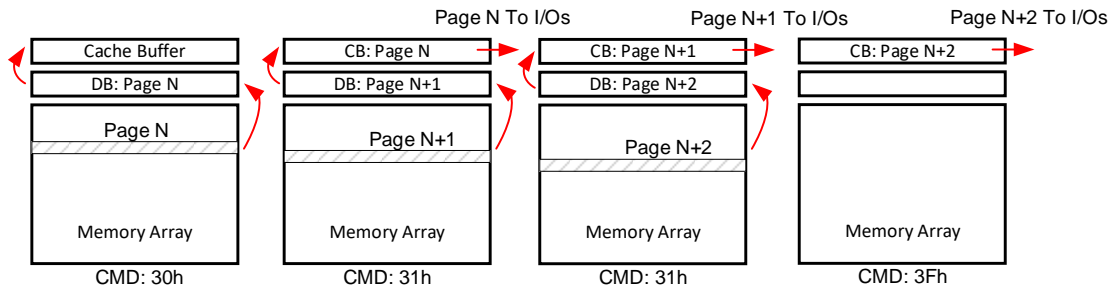 Page N To I/Os
Page N+1 To I/Os
Page N+2 To I/Os
Cache Buffer
CB: Page N
CB: Page N+1
CB: Page N+2
DB: Page N
DB: Page N+1
DB: Page N+2
Page N
Page N+1
Page N+2
Memory Array
Memory Array
Memory Array
Memory Array
CMD: 30h
CMD: 31h
CMD: 31h
CMD: 3Fh